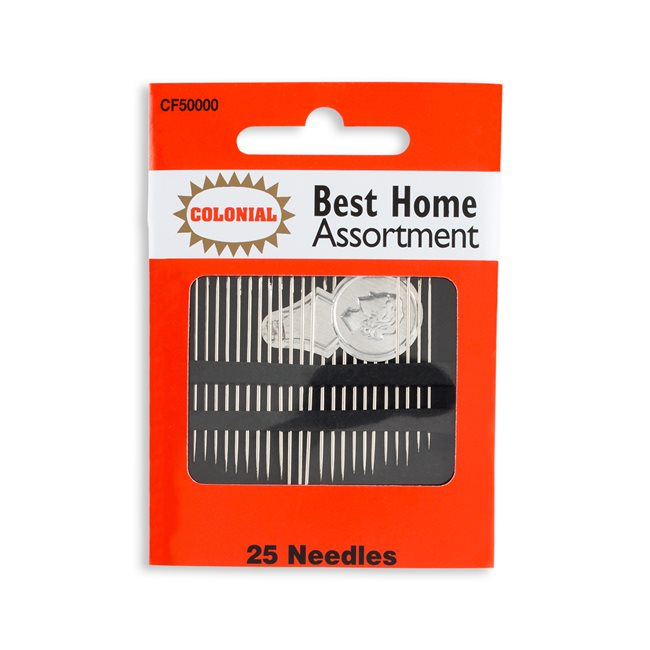 CF50000
COLONIAL
Best Home
Assortment
25 Needles